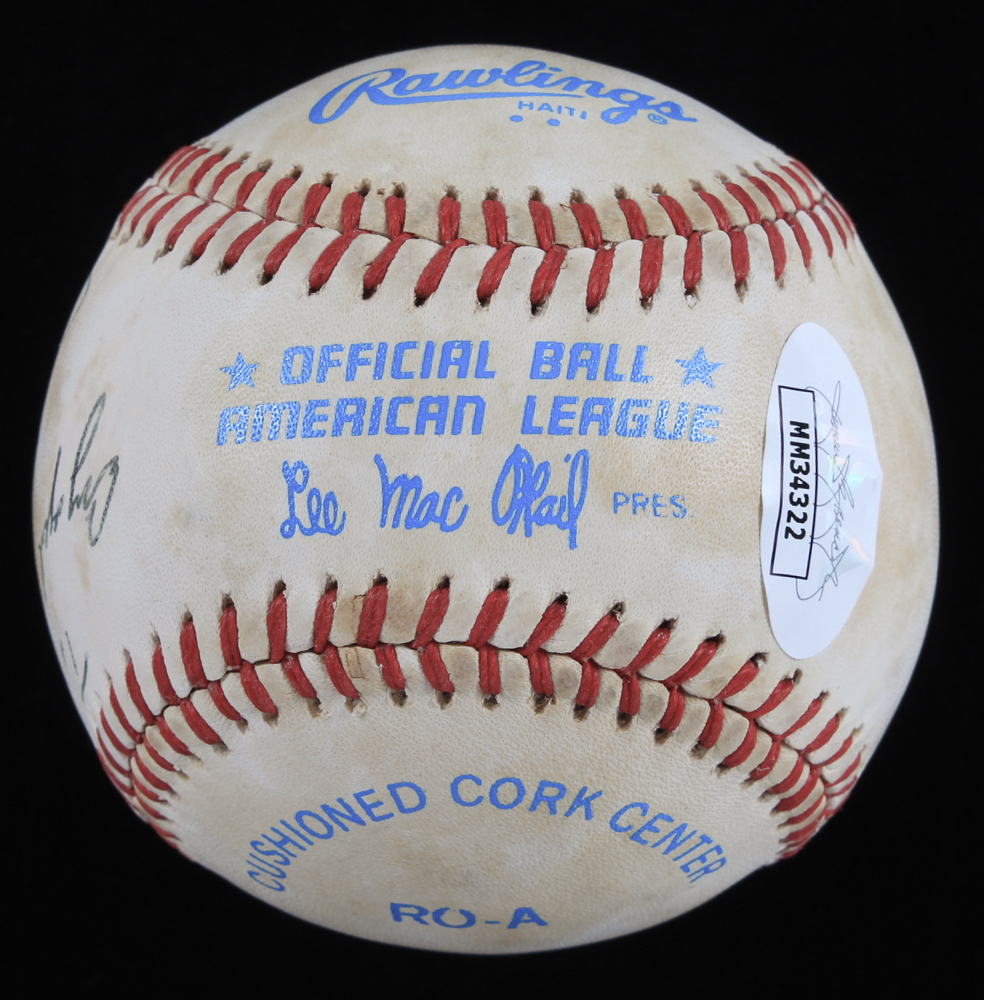 Rawlings ®
HAITI
OFFICIAL BALL
AMERICAN LEAGUE
Lee MacPhail PRES.
MM34322
CUSHIONED CORK CENTER
RO-A